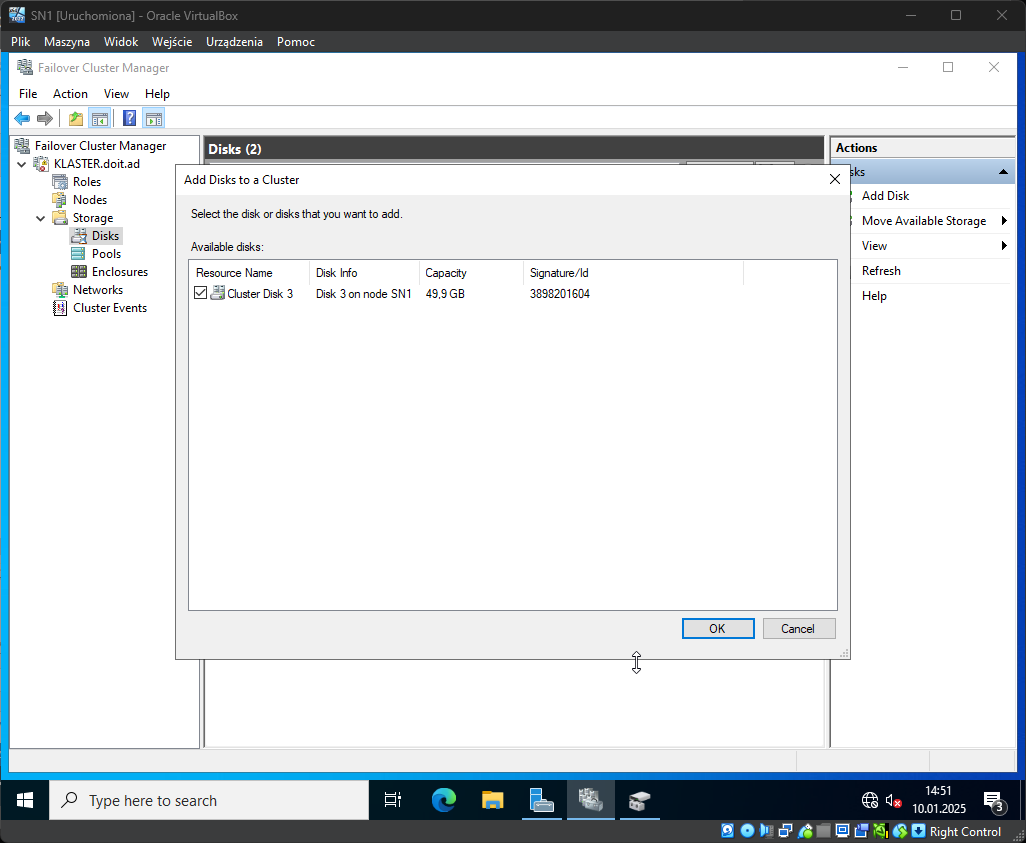 SN1 [Uruchomiona] - Oracle VirtualBox
Plik Maszyna Widok Wejście Urządzenia Pomoc
Failover Cluster Manager
File Action View Help
Failover Cluster Manager
KLASTER.doit.ad
Roles
Nodes
Storage
Disks
Pools
Enclosures
Networks
Cluster Events
Disks (2)
Add Disks to a Cluster
Select the disk or disks that you want to add.
Available disks:
Resource Name Disk Info Capacity Signature/Id
Cluster Disk 3 Disk 3 on node SN1 49,9 GB 3898201604
OK Cancel
Actions
sks
Add Disk
Move Available Storage
View
Refresh
Help
Type here to search
14:51
10.01.2025
3
Right Control